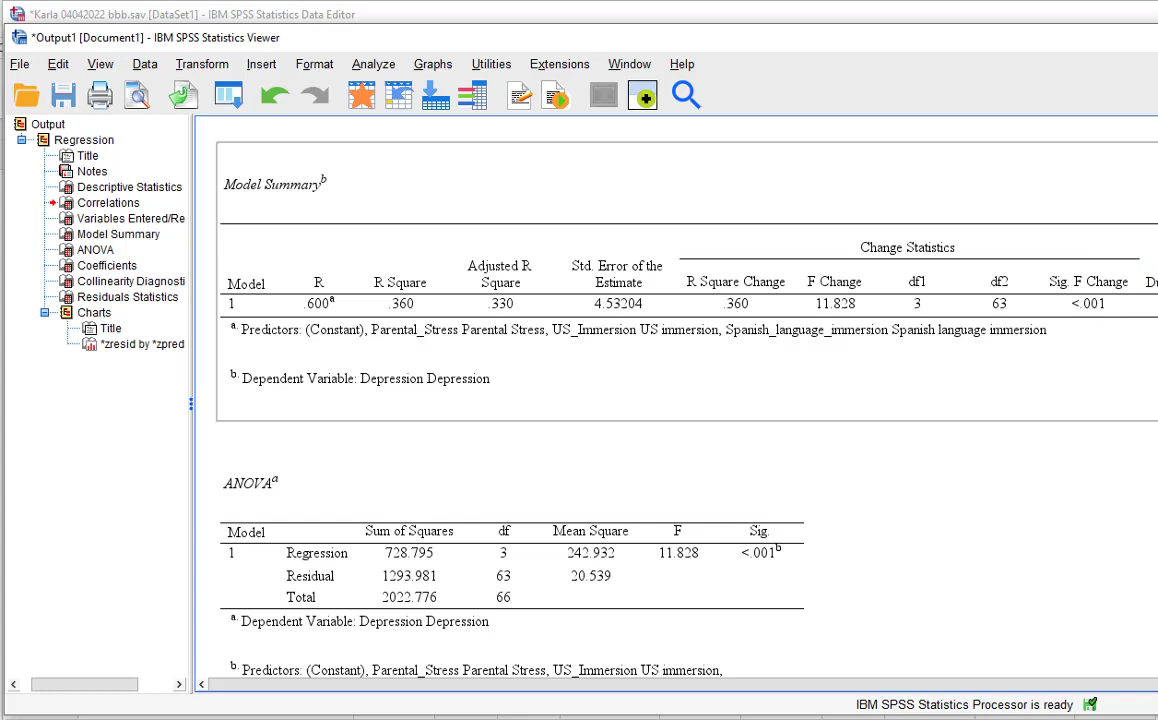 *Karla 04042022 bbb.sav [DataSet1] - IBM SPSS Statistics Data Editor
*Output1 [Document1] - IBM SPSS Statistics Viewer
File Edit View Data Transform Insert Format Analyze Graphs Utilities Extensions Window Help
Output
Regression
Title
Notes
Descriptive Statistics
Correlations
Variables Entered/Re
Model Summary
ANOVA
Coefficients
Collinearity Diagnosti
Residuals Statistics
Charts
Title
*zresid by *zpred
Model Summary b
Change Statistics
Model R R Square Adjusted R Square Std. Error of the Estimate R Square Change F Change df1 df2 Sig. F Change Du
1 .600a .360 .330 4.53204 .360 11.828 3 63 <.001
a. Predictors: (Constant), Parental_Stress Parental Stress, US_Immersion US immersion, Spanish_language_immersion Spanish language immersion
b. Dependent Variable: Depression Depression
ANOVA a
Model Sum of Squares df Mean Square F Sig.
1 Regression 728.795 3 242.932 11.828 <.001b
Residual 1293.981 63 20.539
Total 2022.776 66
a. Dependent Variable: Depression Depression
b. Predictors: (Constant), Parental_Stress Parental Stress, US_Immersion US immersion,
IBM SPSS Statistics Processor is ready